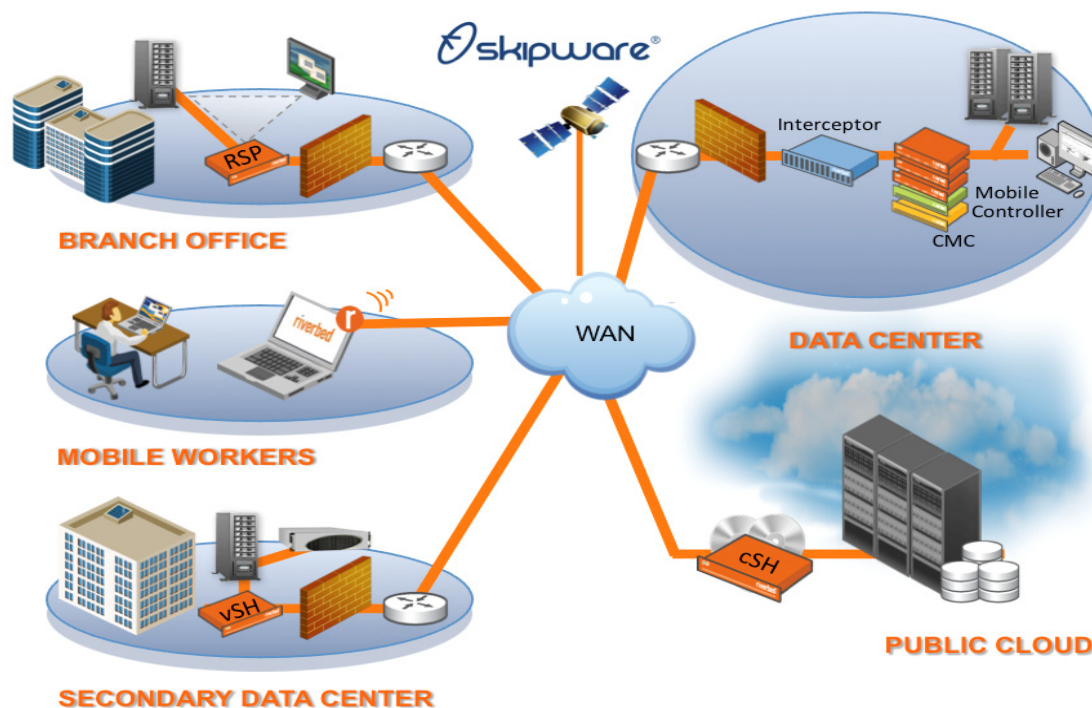 skipware®
RSP
BRANCH OFFICE
Interceptor
Mobile
Controller
CMC
DATA CENTER
riverbed
r
MOBILE WORKERS
WAN
vSH
SECONDARY DATA CENTER
cSH
PUBLIC CLOUD